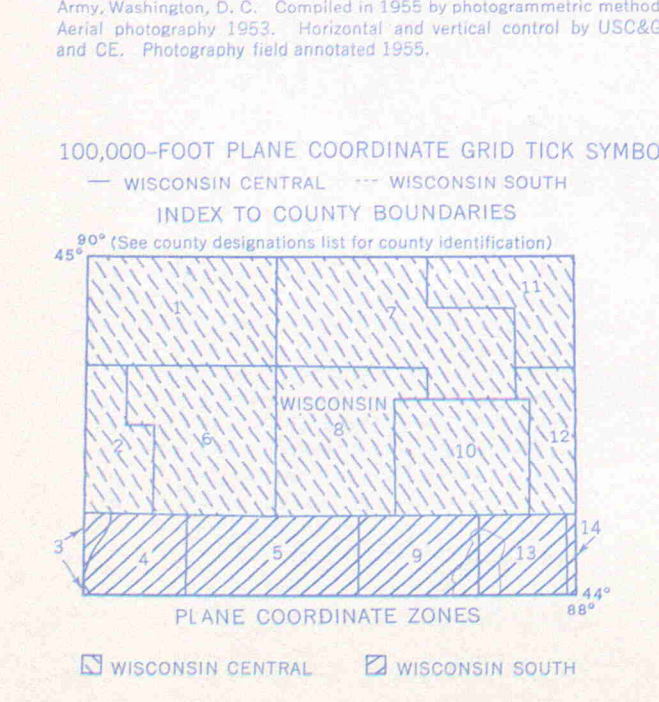 Army, Washington, D. C. Compiled in 1955 by photogrammetric method
Aerial photography 1953. Horizontal and vertical control by USC&G
and CE. Photography field annotated 1955.
100,000-FOOT PLANE COORDINATE GRID TICK SYMBO
WISCONSIN CENTRAL --- WISCONSIN SOUTH
INDEX TO COUNTY BOUNDARIES
90° (See county designations list for county identification)
45°
11
1 7
WISCONSIN
2 6 8 10 12
14
3 4 5 9 13
44°
88°
PLANE COORDINATE ZONES
WISCONSIN CENTRAL WISCONSIN SOUTH